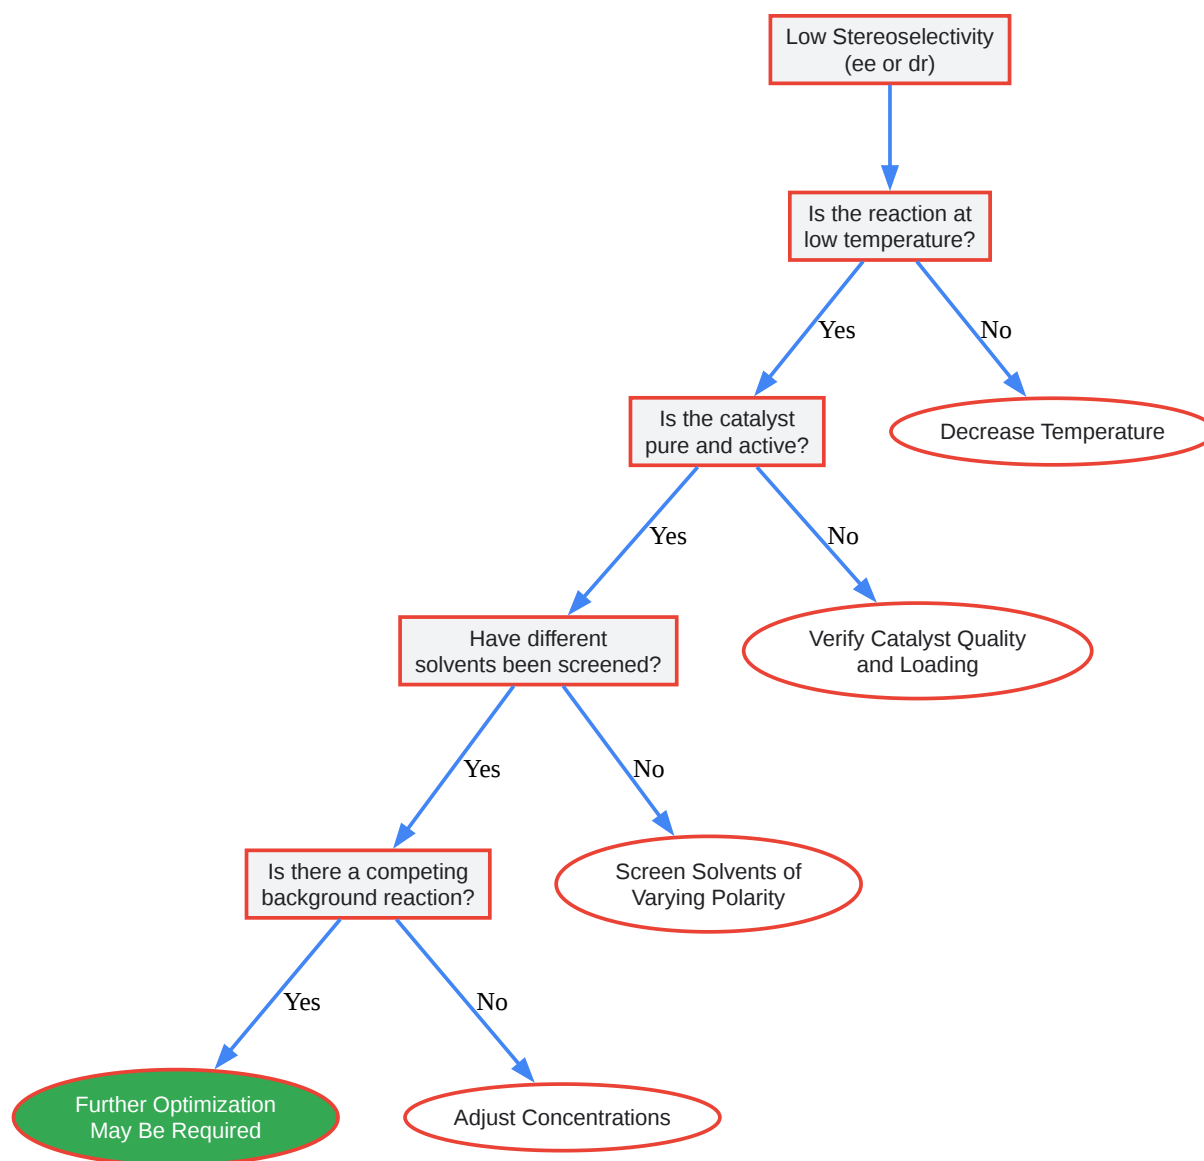 Low Stereoselectivity
(ee or dr)
Is the reaction at
low temperature?
Yes
No
Is the catalyst
pure and active?
Decrease Temperature
Yes
No
Have different
solvents been screened?
Verify Catalyst Quality
and Loading
Yes
No
Is there a competing
background reaction?
Screen Solvents of
Varying Polarity
Yes
No
Further Optimization
May Be Required
Adjust Concentrations